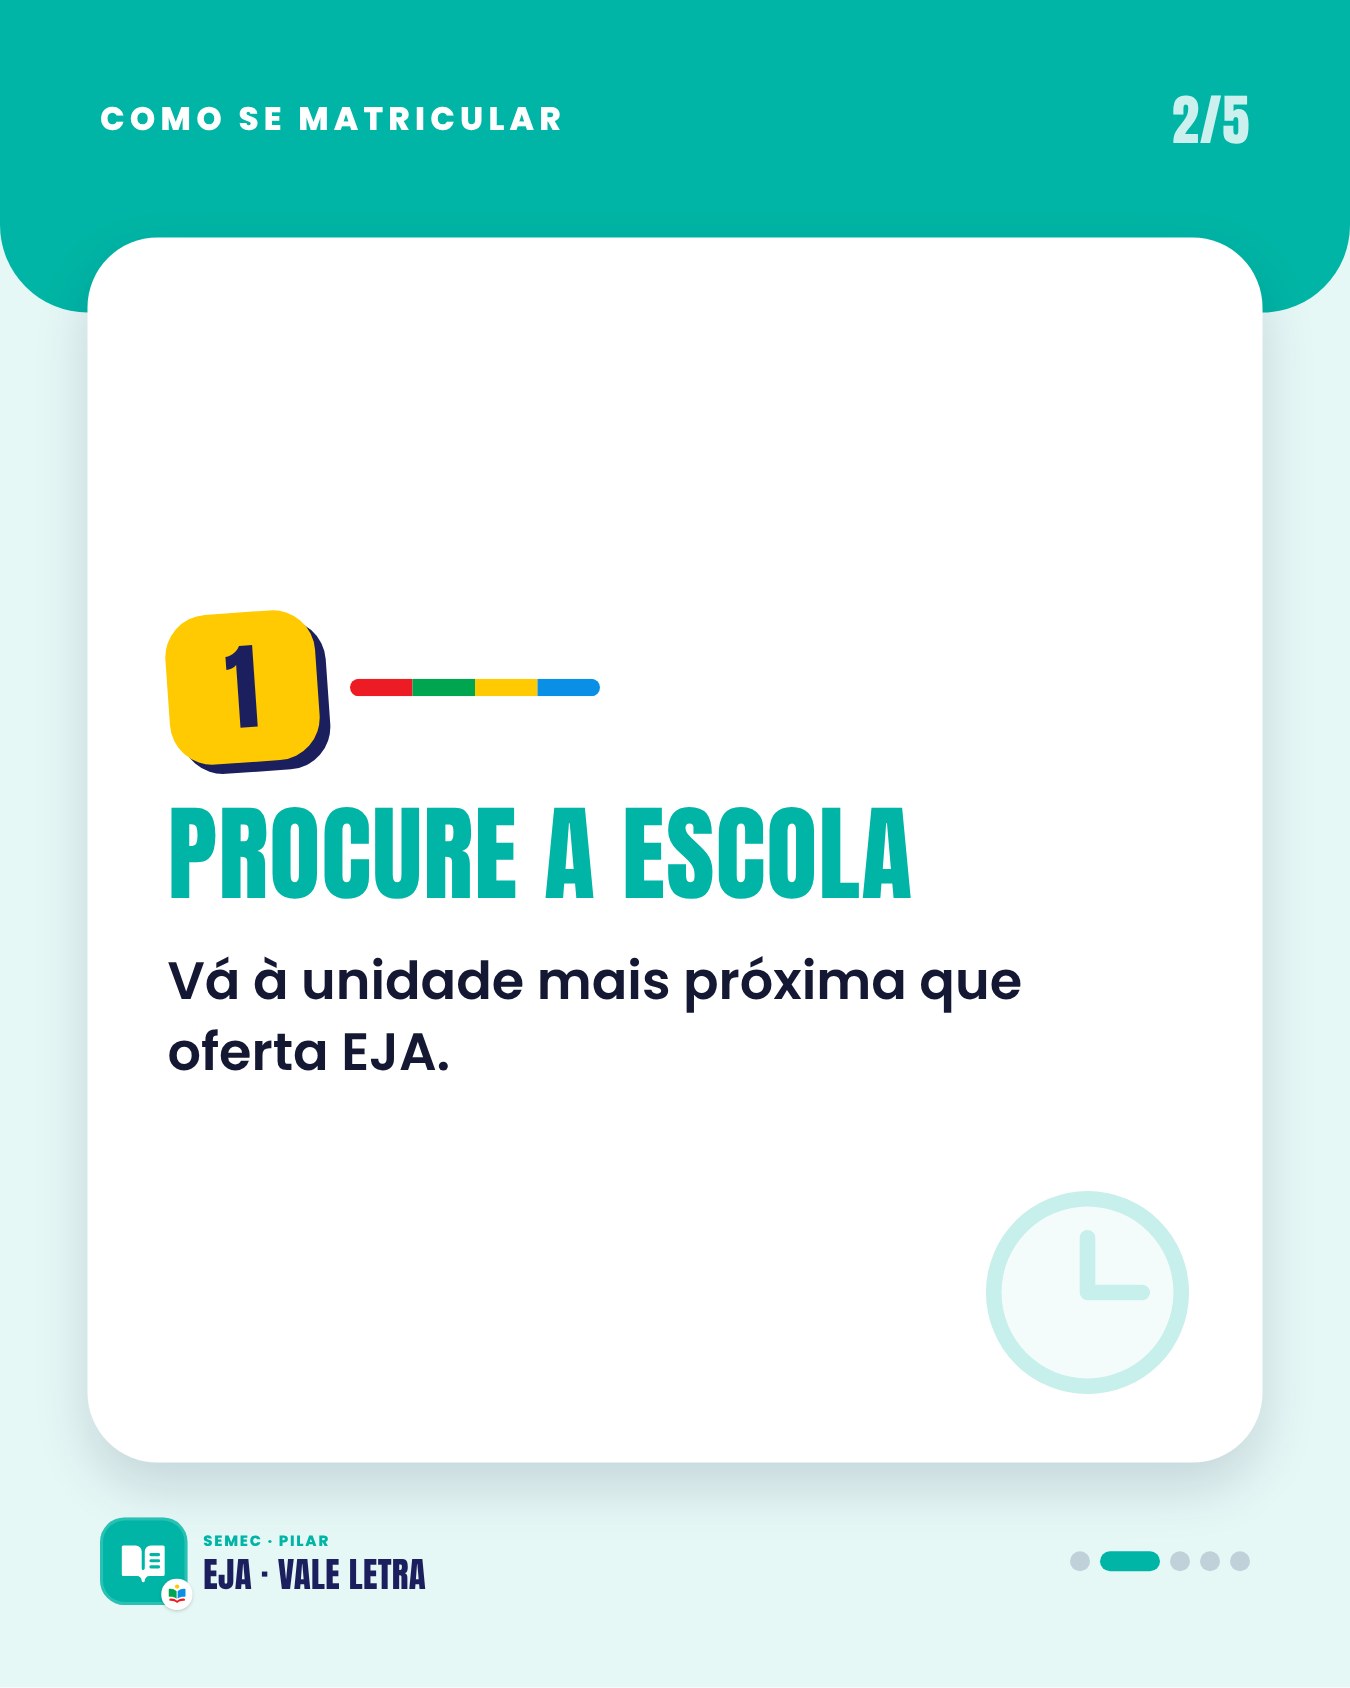 COMO SE MATRICULAR
2/5
1
PROCURE A ESCOLA
Vá à unidade mais próxima que
oferta EJA.
SEMEC · PILAR
EJA · VALE LETRA